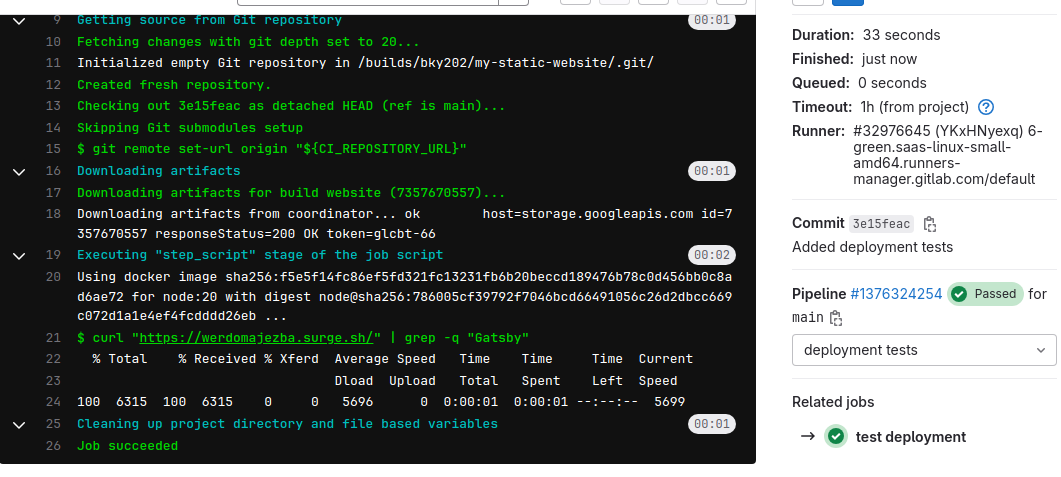 9 Getting source from Git repository 00:01
10 Fetching changes with git depth set to 20...
11 Initialized empty Git repository in /builds/bky202/my-static-website/.git/
12 Created fresh repository.
13 Checking out 3e15feac as detached HEAD (ref is main)...
14 Skipping Git submodules setup
15 $ git remote set-url origin "${CI_REPOSITORY_URL}"
16 Downloading artifacts 00:01
17 Downloading artifacts for build website (7357670557)...
18 Downloading artifacts from coordinator... ok        host=storage.googleapis.com id=7
357670557 responseStatus=200 OK token=glcbt-66
19 Executing "step_script" stage of the job script 00:02
20 Using docker image sha256:f5e5f14fc86ef5fd321fc13231fb6b20beccd189476b78c0d456bb0c8a
d6ae72 for node:20 with digest node@sha256:786005cf39792f7046bcd66491056c26d2dbcc669
c072d1a1e4ef4fcdddd26eb ...
21 $ curl "https://werdomajezba.surge.sh/" | grep -q "Gatsby"
22   % Total    % Received % Xferd  Average Speed   Time    Time     Time  Current
23                                  Dload  Upload   Total   Spent    Left  Speed
24 100  6315  100  6315    0     0   5696      0  0:00:01  0:00:01 --:--:--  5699
25 Cleaning up project directory and file based variables 00:01
26 Job succeeded
Duration: 33 seconds
Finished: just now
Queued: 0 seconds
Timeout: 1h (from project)
Runner: #32976645 (YKxHNyexq) 6-
green.saas-linux-small-
amd64.runners-
manager.gitlab.com/default
Commit 3e15feac
Added deployment tests
Pipeline #1376324254 Passed for
main
deployment tests
Related jobs
→ test deployment